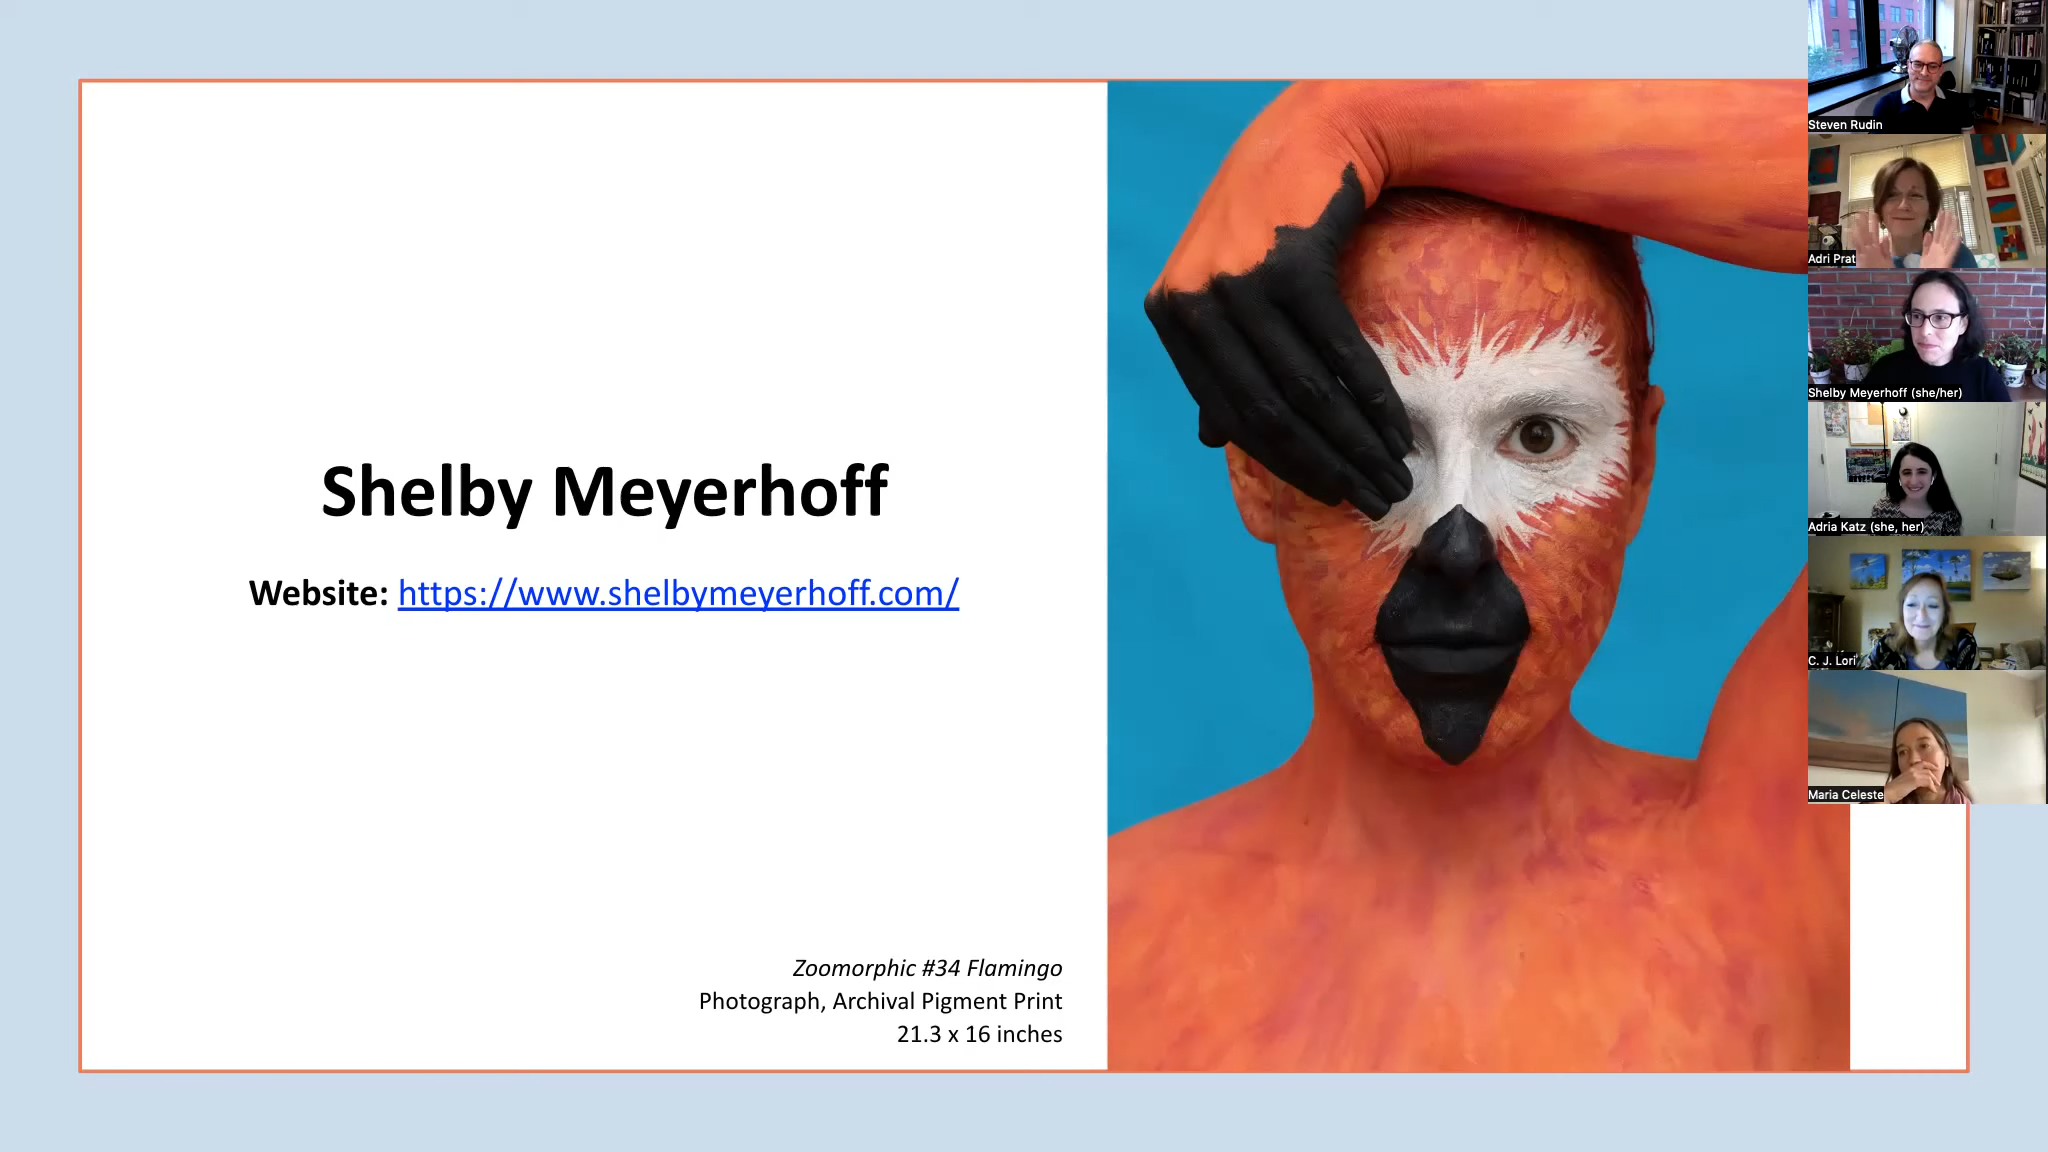 Shelby Meyerhoff
Website: https://www.shelbymeyerhoff.com/
Zoomorphic #34 Flamingo
Photograph, Archival Pigment Print
21.3 x 16 inches
Steven Rudin
Adri Prat
Shelby Meyerhoff (she/her)
Adria Katz (she, her)
C. J. Lori
Maria Celeste